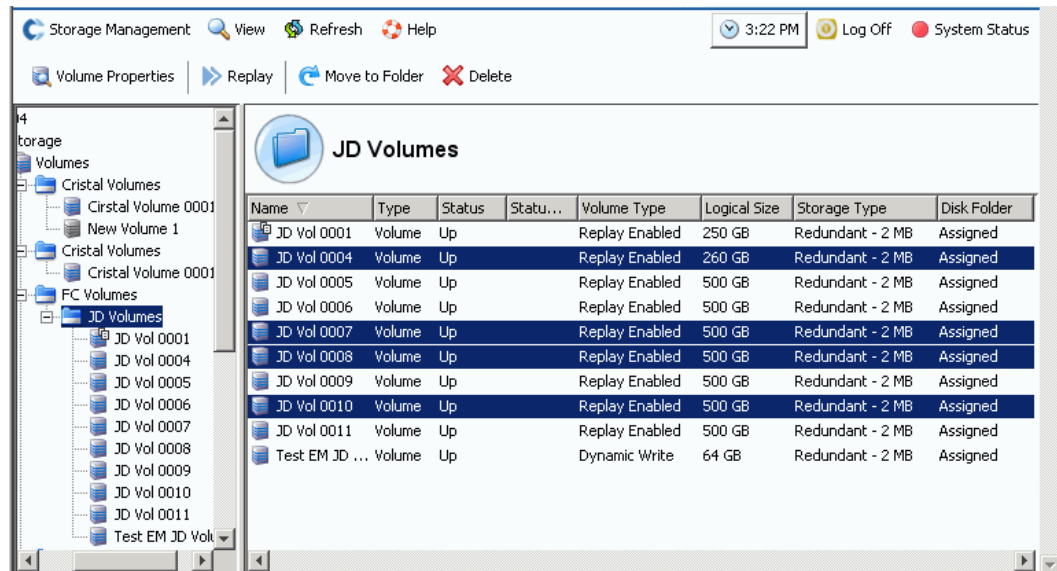 Storage Management View Refresh Help 3:22 PM Log Off System Status
Volume Properties Replay Move to Folder Delete
torage
Volumes
Cristal Volumes
Cirstal Volume 0001
New Volume 1
Cristal Volumes
Cristal Volume 0001
FC Volumes
JD Volumes
JD Vol 0001
JD Vol 0004
JD Vol 0005
JD Vol 0006
JD Vol 0007
JD Vol 0008
JD Vol 0009
JD Vol 0010
JD Vol 0011
Test EM JD Volu
JD Volumes
Name Type Status Statu... Volume Type Logical Size Storage Type Disk Folder
JD Vol 0001 Volume Up Replay Enabled 250 GB Redundant - 2 MB Assigned
JD Vol 0004 Volume Up Replay Enabled 260 GB Redundant - 2 MB Assigned
JD Vol 0005 Volume Up Replay Enabled 500 GB Redundant - 2 MB Assigned
JD Vol 0006 Volume Up Replay Enabled 500 GB Redundant - 2 MB Assigned
JD Vol 0007 Volume Up Replay Enabled 500 GB Redundant - 2 MB Assigned
JD Vol 0008 Volume Up Replay Enabled 500 GB Redundant - 2 MB Assigned
JD Vol 0009 Volume Up Replay Enabled 500 GB Redundant - 2 MB Assigned
JD Vol 0010 Volume Up Replay Enabled 500 GB Redundant - 2 MB Assigned
JD Vol 0011 Volume Up Replay Enabled 500 GB Redundant - 2 MB Assigned
Test EM JD ... Volume Up Dynamic Write 64 GB Redundant - 2 MB Assigned